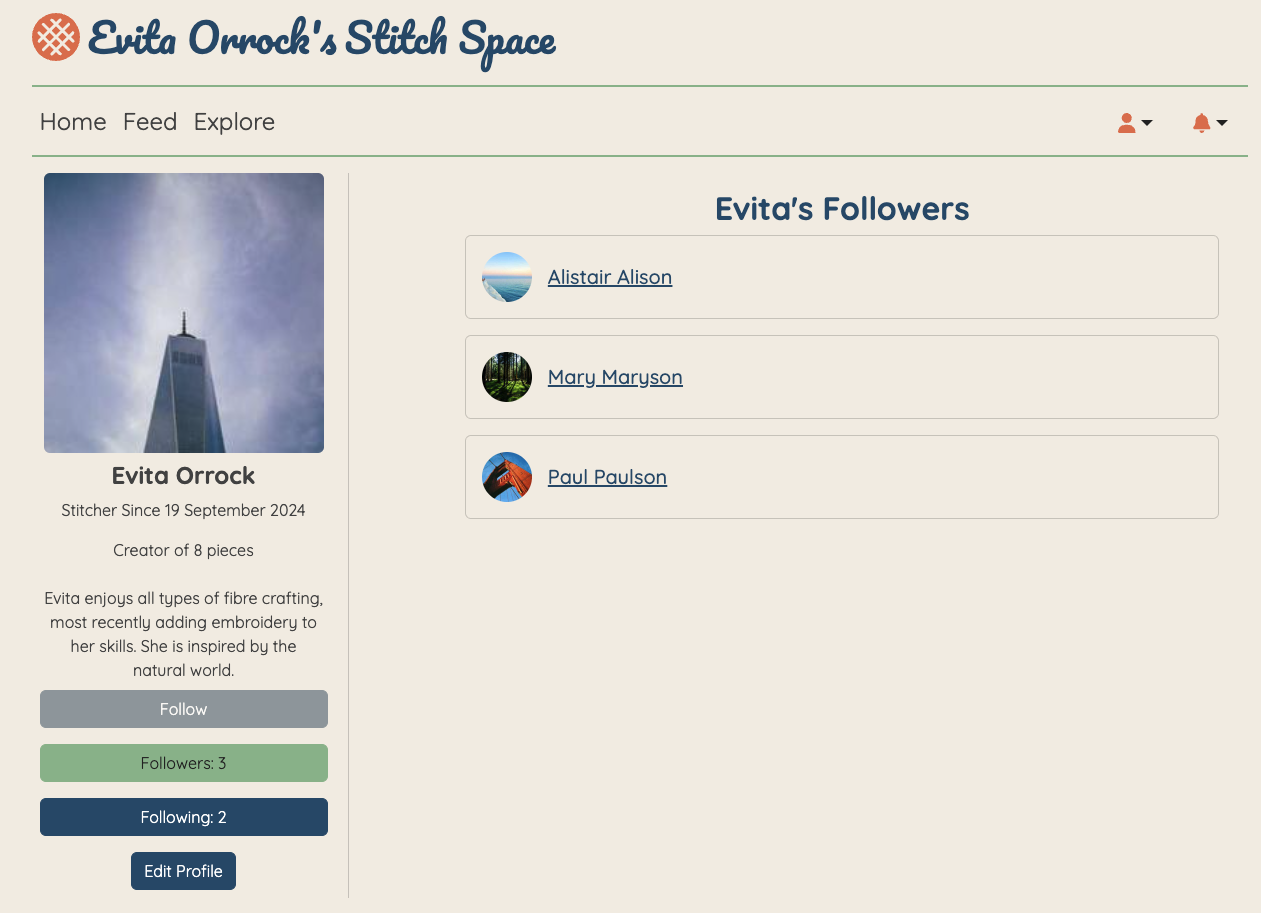 Evita Orrock's Stitch Space
Home Feed Explore
Evita's Followers
Alistair Alison
Mary Maryson
Paul Paulson
Evita Orrock
Stitcher Since 19 September 2024
Creator of 8 pieces
Evita enjoys all types of fibre crafting,
most recently adding embroidery to
her skills. She is inspired by the
natural world.
Follow
Followers: 3
Following: 2
Edit Profile